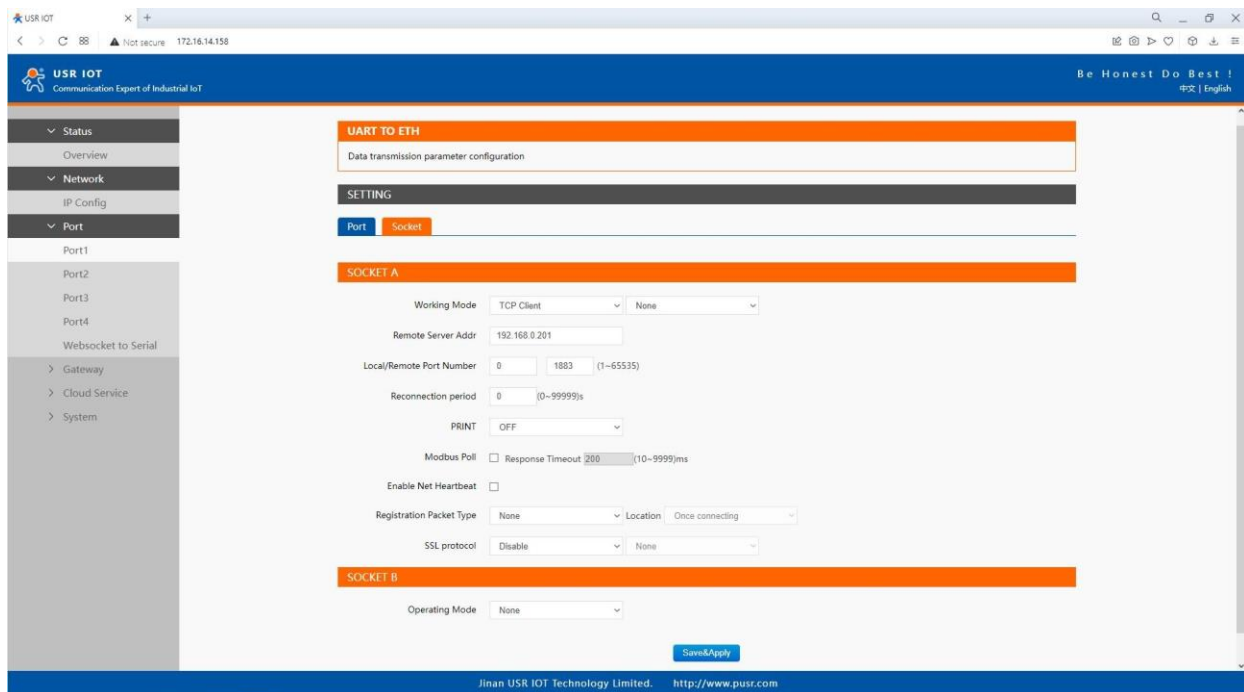 USR IOT
Not secure 172.16.14.158
USR IOT
Communication Expert of Industrial IoT
Be Honest Do Best !
中文 | English
Status
Overview
Network
IP Config
Port
Port1
Port2
Port3
Port4
Websocket to Serial
Gateway
Cloud Service
System
UART TO ETH
Data transmission parameter configuration
SETTING
Port Socket
SOCKET A
Working Mode TCP Client None
Remote Server Addr 192.168.0.201
Local/Remote Port Number 0 1883 (1~65535)
Reconnection period 0 (0~99999)s
PRINT OFF
Modbus Poll Response Timeout 200 (10~9999)ms
Enable Net Heartbeat
Registration Packet Type None Location Once connecting
SSL protocol Disable None
SOCKET B
Operating Mode None
Save&Apply
Jinan USR IOT Technology Limited. http://www.pusr.com